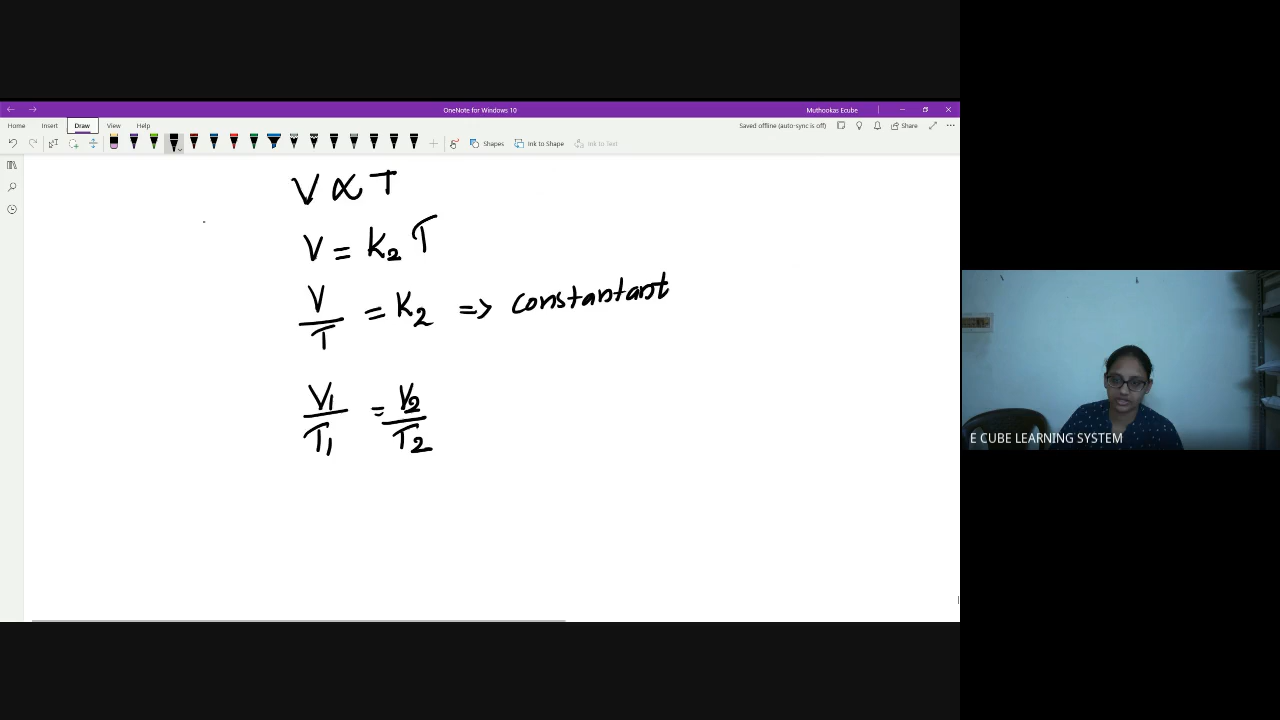 OneNote for Windows 10
Muthookas Ecube
Home Insert Draw View Help
Saved offline (auto-sync is off) Share
Shapes Ink to Shape Ink to Text
V ∝ T
V = K₂ T
V/T = K₂ => constantant
V₁/T₁ = V₂/T₂
E CUBE LEARNING SYSTEM